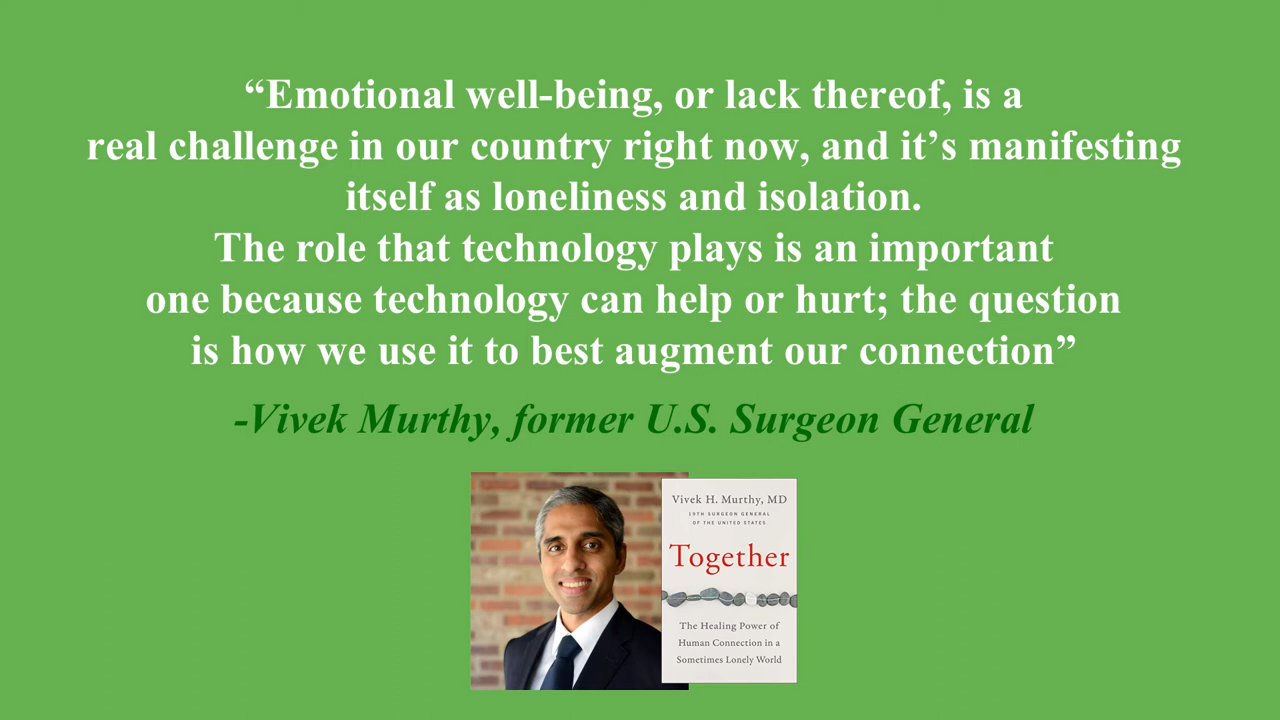 “Emotional well-being, or lack thereof, is a
real challenge in our country right now, and it’s manifesting
itself as loneliness and isolation.
The role that technology plays is an important
one because technology can help or hurt; the question
is how we use it to best augment our connection”
-Vivek Murthy, former U.S. Surgeon General
Vivek H. Murthy, MD
19TH SURGEON GENERAL
OF THE UNITED STATES
Together
The Healing Power of
Human Connection in a
Sometimes Lonely World